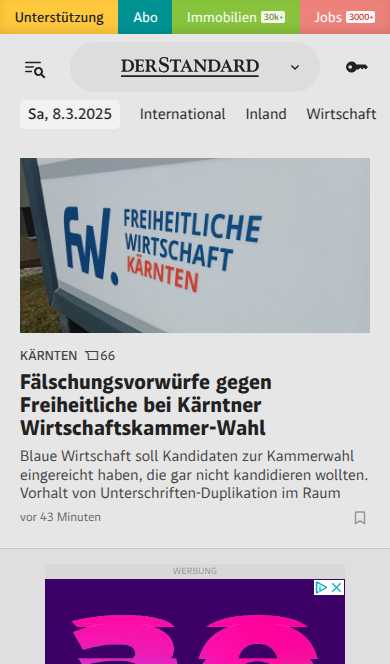 Unterstützung
Abo
Immobilien 30k+
Jobs 3000+
DERSTANDARD
Sa, 8.3.2025
International
Inland
Wirtschaft
fw.
FREIHEITLICHE
WIRTSCHAFT
KÄRNTEN
KÄRNTEN 66
Fälschungsvorwürfe gegen
Freiheitliche bei Kärntner
Wirtschaftskammer-Wahl
Blaue Wirtschaft soll Kandidaten zur Kammerwahl
eingereicht haben, die gar nicht kandidieren wollten.
Vorhalt von Unterschriften-Duplikation im Raum
vor 43 Minuten
WERBUNG